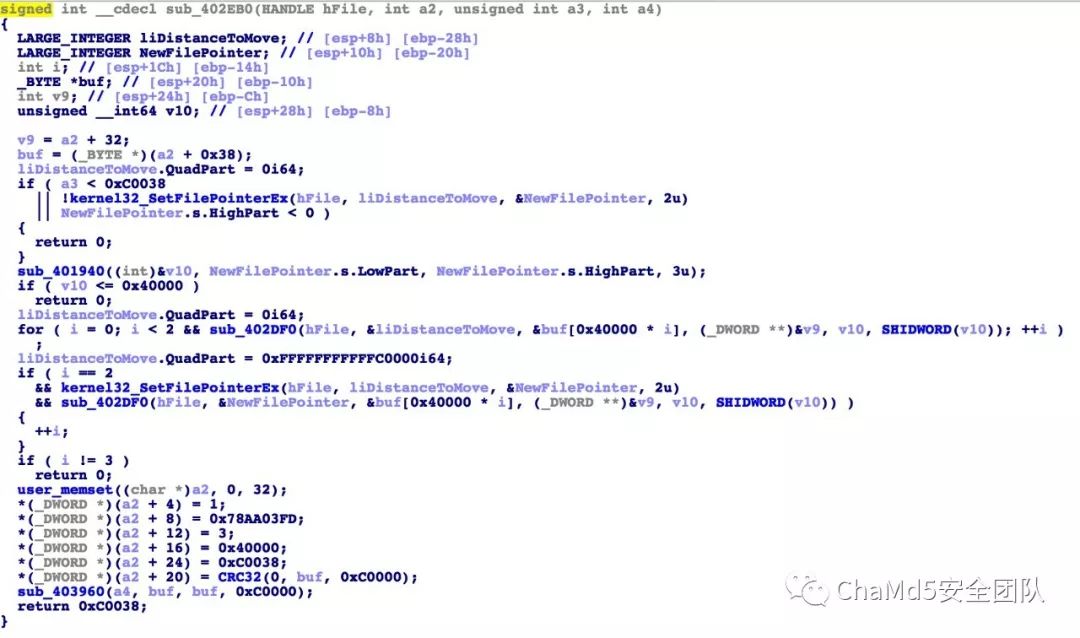 signed int __cdecl sub_402EB0(HANDLE hFile, int a2, unsigned int a3, int a4)
{
  LARGE_INTEGER liDistanceToMove; // [esp+8h] [ebp-28h]
  LARGE_INTEGER NewFilePointer; // [esp+10h] [ebp-20h]
  int i; // [esp+1Ch] [ebp-14h]
  _BYTE *buf; // [esp+20h] [ebp-10h]
  int v9; // [esp+24h] [ebp-Ch]
  unsigned __int64 v10; // [esp+28h] [ebp-8h]

  v9 = a2 + 32;
  buf = (_BYTE *)(a2 + 0x38);
  liDistanceToMove.QuadPart = 0i64;
  if ( a3 < 0xC0038
    || !kernel32_SetFilePointerEx(hFile, liDistanceToMove, &NewFilePointer, 2u)
    || NewFilePointer.s.HighPart < 0 )
  {
    return 0;
  }
  sub_401940((int)&v10, NewFilePointer.s.LowPart, NewFilePointer.s.HighPart, 3u);
  if ( v10 <= 0x40000 )
    return 0;
  liDistanceToMove.QuadPart = 0i64;
  for ( i = 0; i < 2 && sub_402DF0(hFile, &liDistanceToMove, &buf[0x40000 * i], (_DWORD **)&v9, v10, SHIDWORD(v10)); ++i )
    ;
  liDistanceToMove.QuadPart = 0xFFFFFFFFFFFC0000i64;
  if ( i == 2
    && kernel32_SetFilePointerEx(hFile, liDistanceToMove, &NewFilePointer, 2u)
    && sub_402DF0(hFile, &NewFilePointer, &buf[0x40000 * i], (_DWORD **)&v9, v10, SHIDWORD(v10)) )
  {
    ++i;
  }
  if ( i != 3 )
    return 0;
  user_memset((char *)a2, 0, 32);
  *(_DWORD *)(a2 + 4) = 1;
  *(_DWORD *)(a2 + 8) = 0x78AA03FD;
  *(_DWORD *)(a2 + 12) = 3;
  *(_DWORD *)(a2 + 16) = 0x40000;
  *(_DWORD *)(a2 + 24) = 0xC0038;
  *(_DWORD *)(a2 + 20) = CRC32(0, buf, 0xC0000);
  sub_403960(a4, buf, buf, 0xC0000);
  return 0xC0038;
}
ChaMd5安全团队